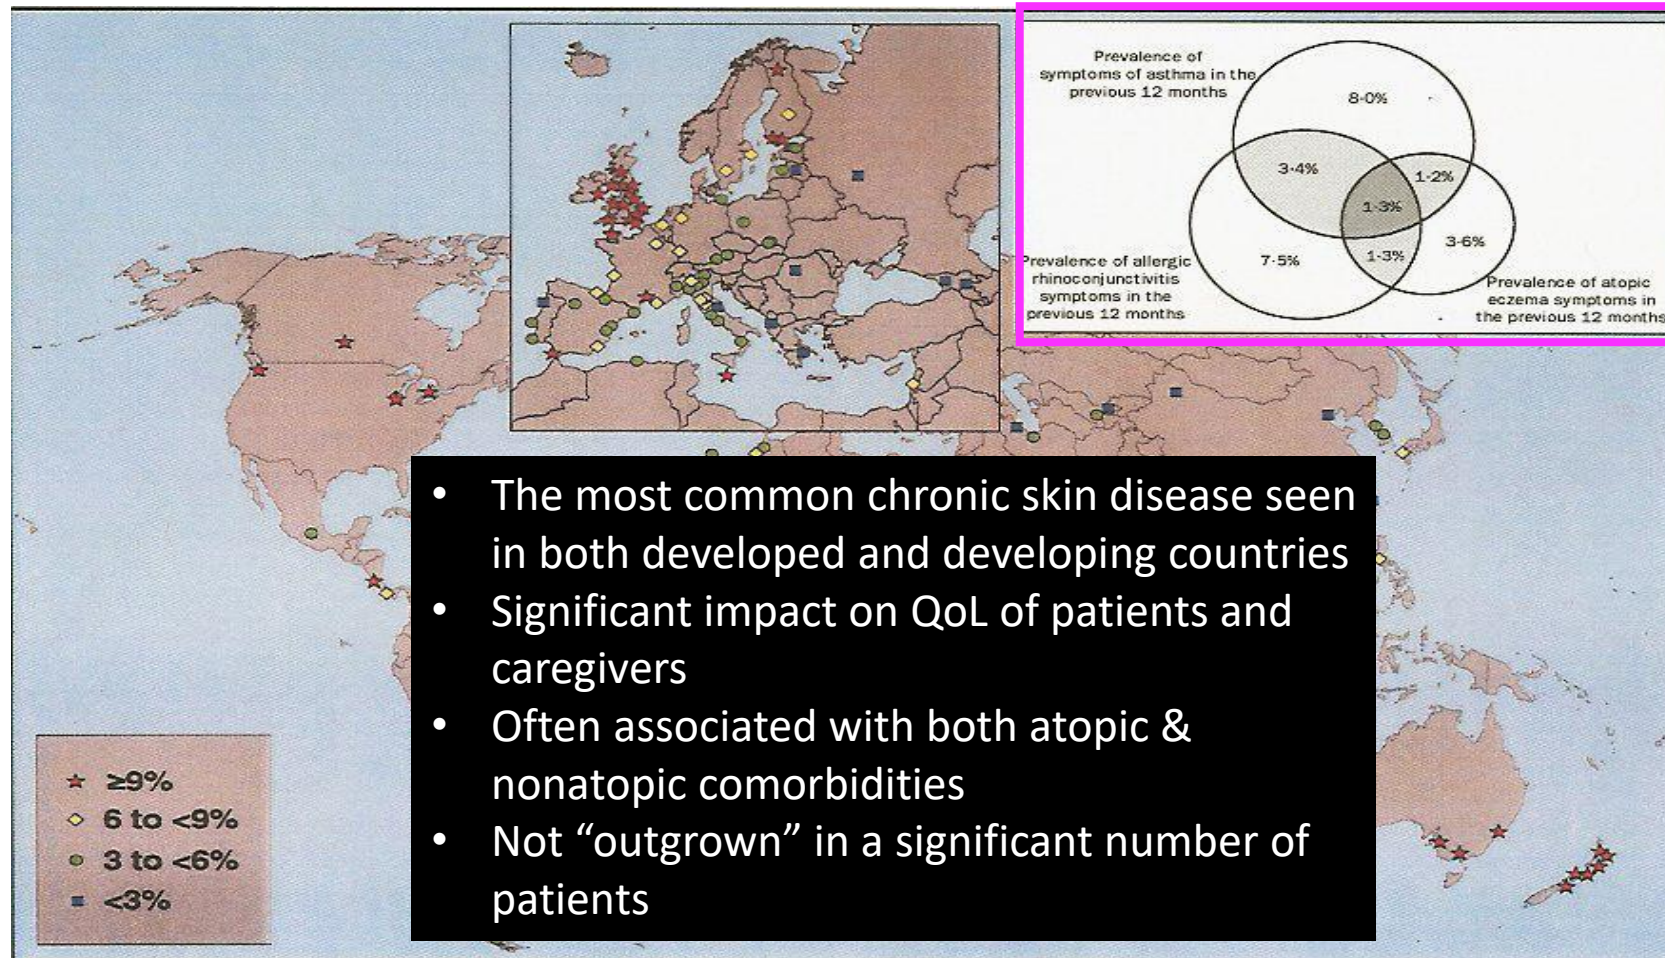 Prevalence of
symptoms of asthma in the
previous 12 months
8·0%
3·4%
1·2%
1·3%
7·5%
1·3%
3·6%
Prevalence of allergic
rhinoconjunctivitis
symptoms in the
previous 12 months
Prevalence of atopic
eczema symptoms in
the previous 12 months
• The most common chronic skin disease seen
in both developed and developing countries
• Significant impact on QoL of patients and
caregivers
• Often associated with both atopic &
nonatopic comorbidities
• Not “outgrown” in a significant number of
patients
≥9%
6 to <9%
3 to <6%
<3%